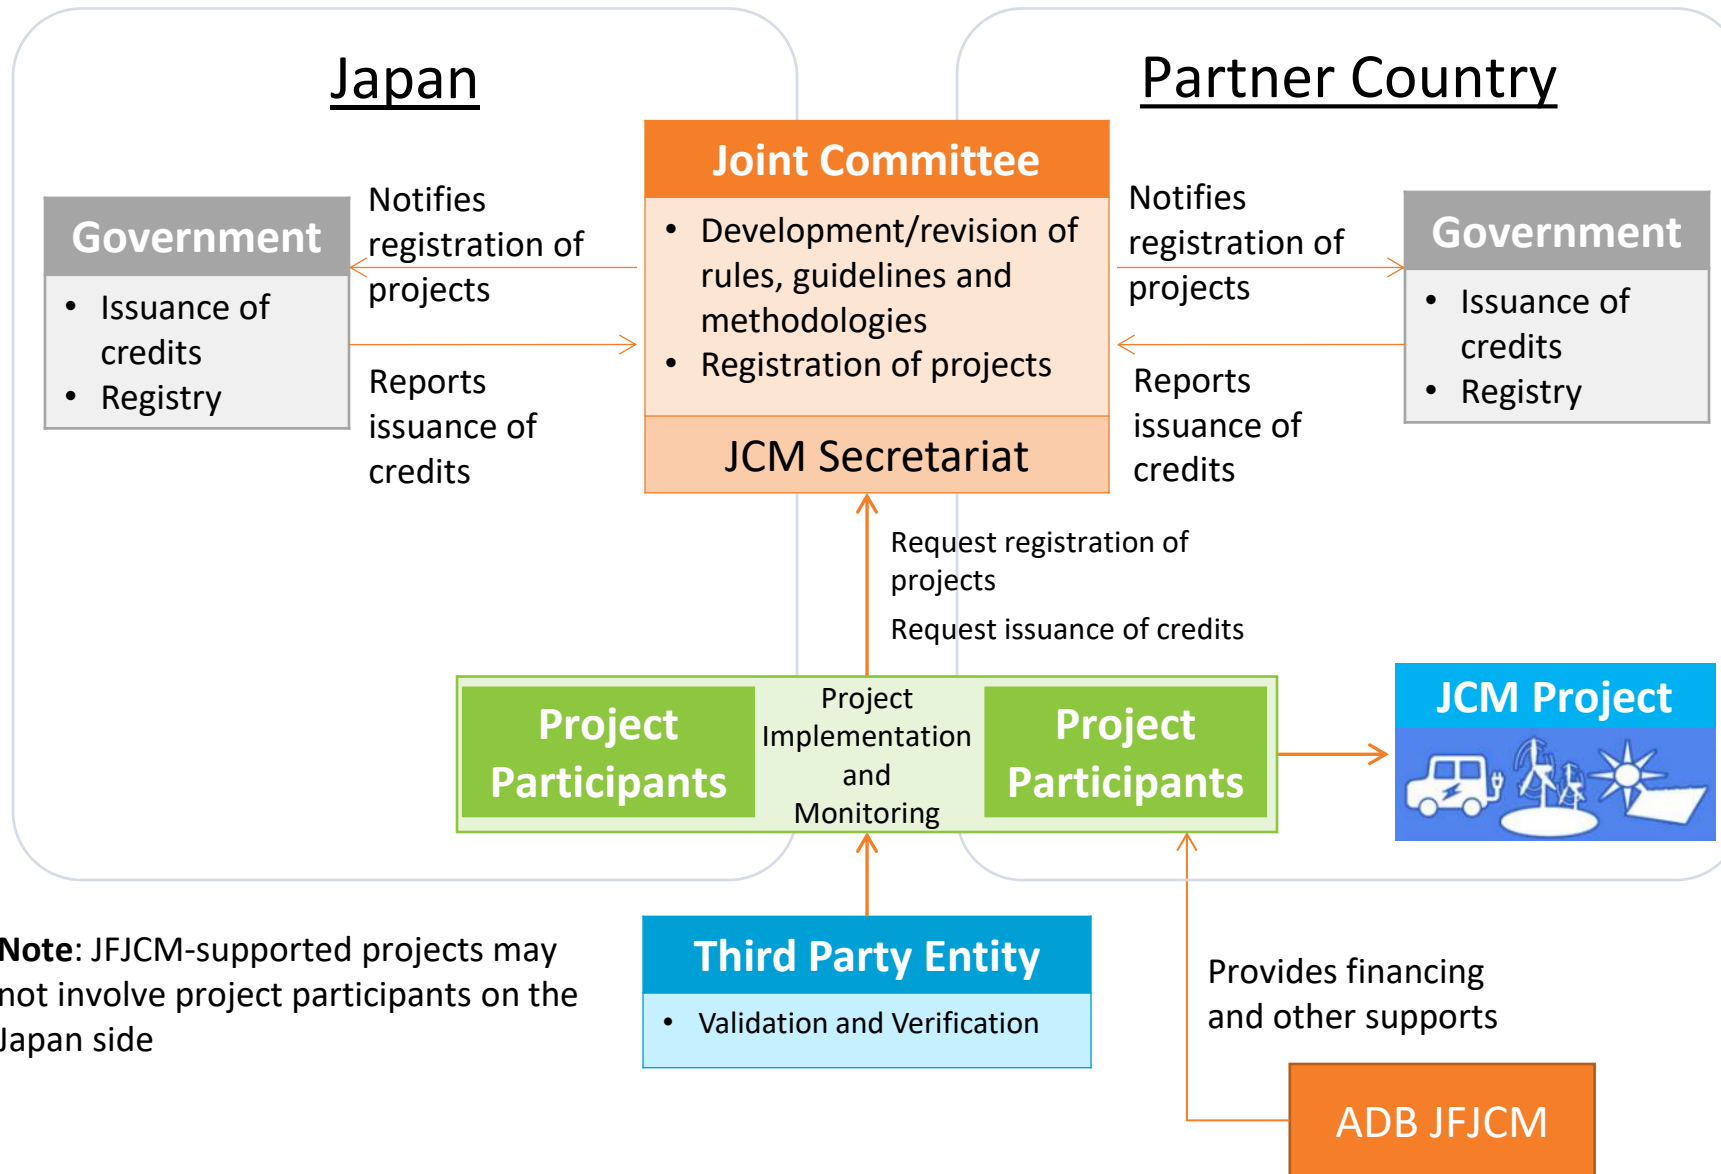 Japan
Partner Country
Joint Committee
• Development/revision of
rules, guidelines and
methodologies
• Registration of projects
JCM Secretariat
Government
• Issuance of
credits
• Registry
Notifies
registration of
projects
Reports
issuance of
credits
Notifies
registration of
projects
Reports
issuance of
credits
Government
• Issuance of
credits
• Registry
Request registration of
projects
Request issuance of credits
Project
Participants
Project
Implementation
and
Monitoring
Project
Participants
JCM Project
Note: JFJCM-supported projects may
not involve project participants on the
Japan side
Third Party Entity
• Validation and Verification
Provides financing
and other supports
ADB JFJCM